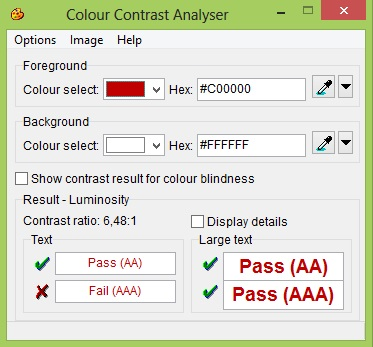 Colour Contrast Analyser
Options Image Help
Foreground
Colour select: Hex: #C00000
Background
Colour select: Hex: #FFFFFF
Show contrast result for colour blindness
Result - Luminosity
Contrast ratio: 6,48:1 Display details
Text Large text
Pass (AA) Pass (AA)
Fail (AAA) Pass (AAA)